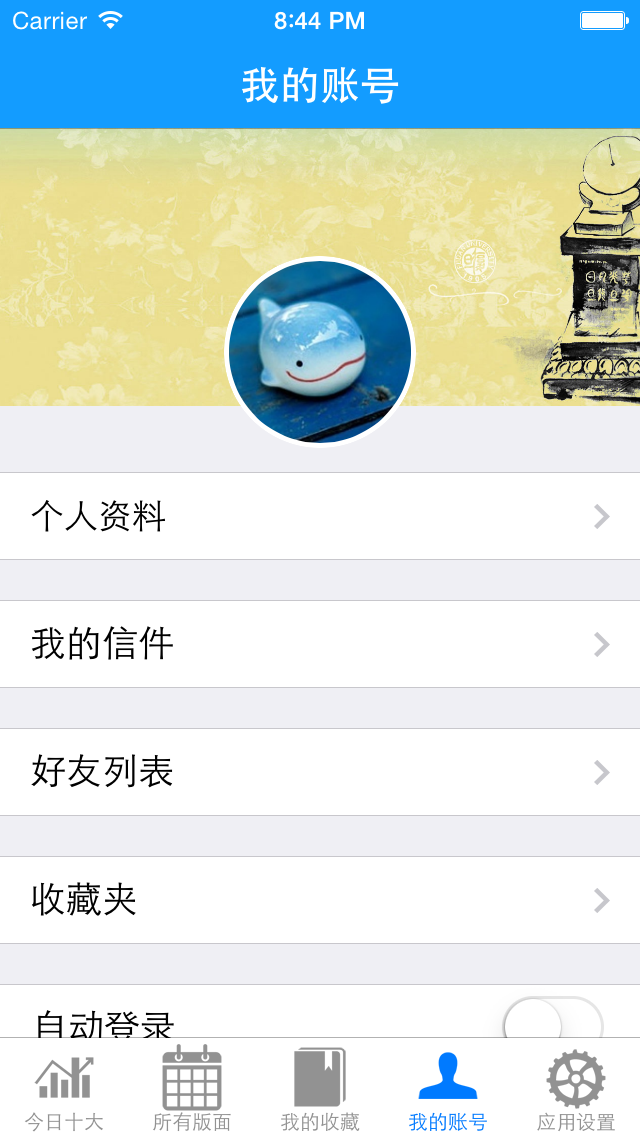 Carrier 8:44 PM
我的账号
个人资料
我的信件
好友列表
收藏夹
自动登录
今日十大 所有版面 我的收藏 我的账号 应用设置